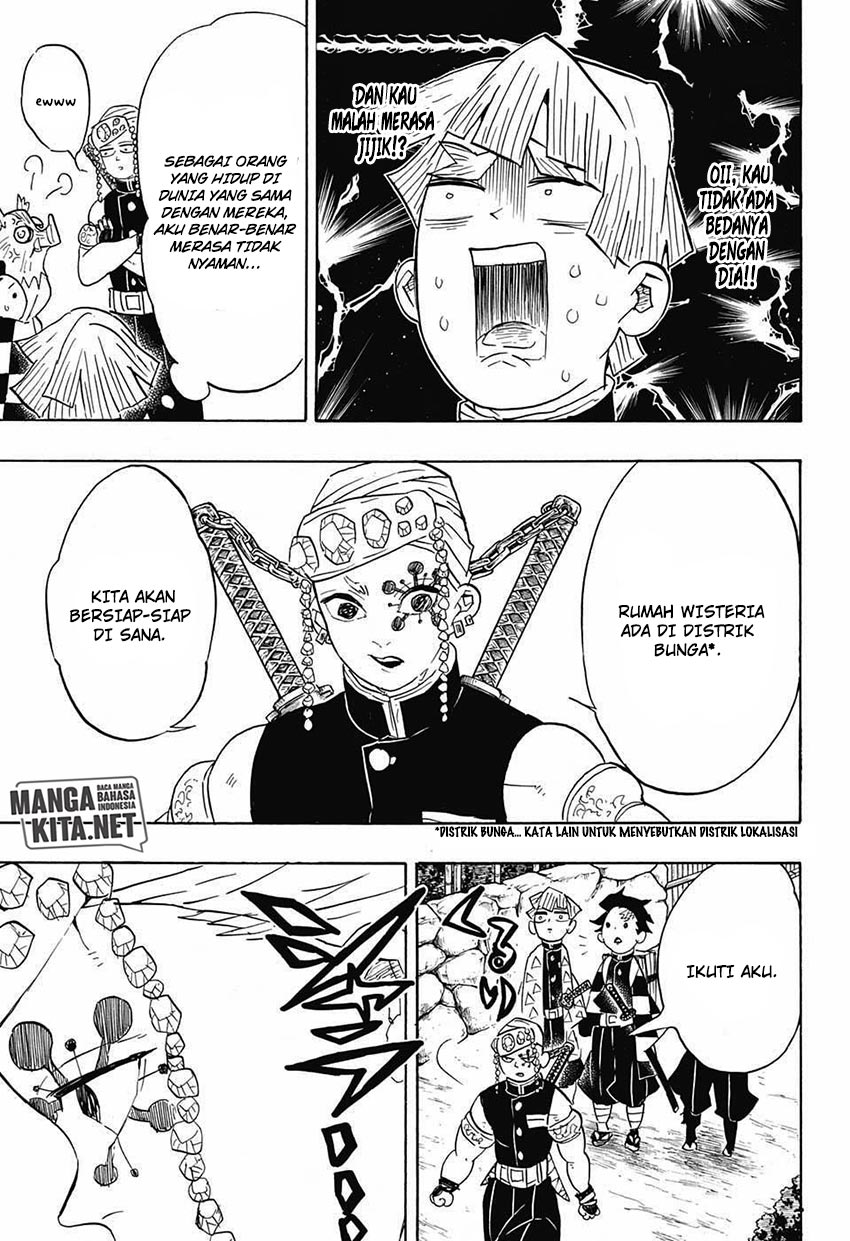 OII, KAU
TIDAK ADA
BEDANYA
DENGAN
DIA!!
DAN KAU
MALAH MERASA
JIJIK!?
SEBAGAI ORANG
YANG HIDUP DI
DUNIA YANG SAMA
DENGAN MEREKA,
AKU BENAR-BENAR
MERASA TIDAK
NYAMAN...
ewww
RUMAH WISTERIA
ADA DI DISTRIK
BUNGA*.
KITA AKAN
BERSIAP-SIAP
DI SANA.
MANGA
KITA.NET
BACA MANGA
BAHASA
INDONESIA
*DISTRIK BUNGA... KATA LAIN UNTUK MENYEBUTKAN DISTRIK LOKALISASI
IKUTI AKU.
くるり